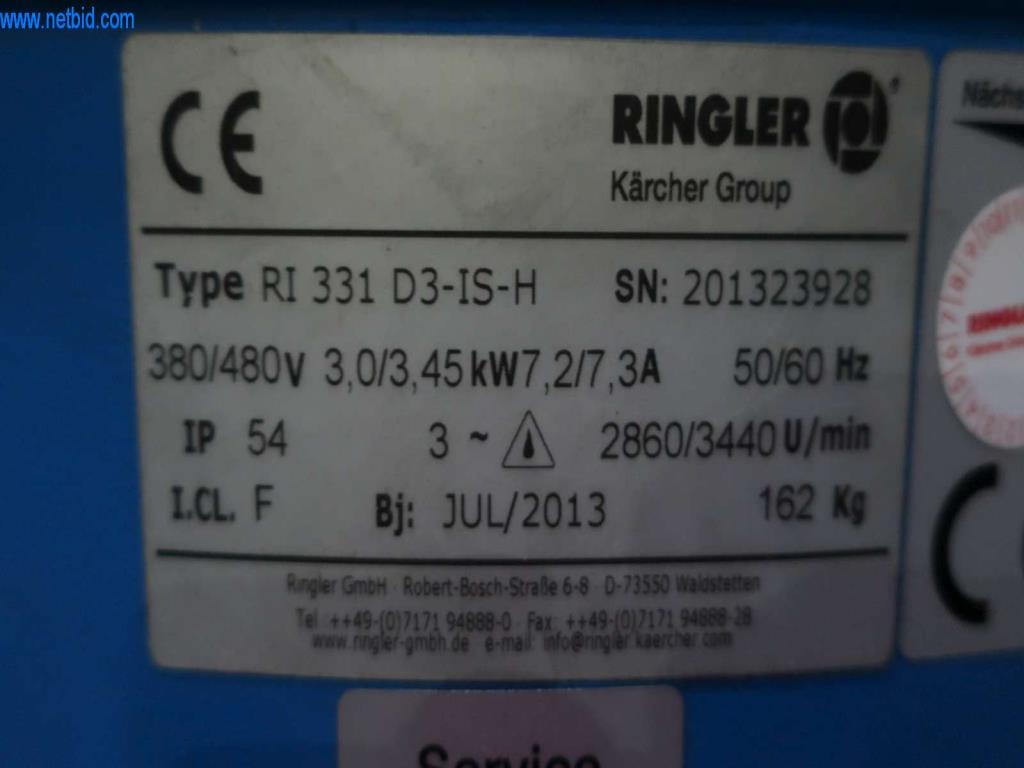 www.netbid.com
CE
RINGLER
Kärcher Group
Type RI 331 D3-IS-H SN: 201323928
380/480V 3,0/3,45 kW 7,2/7,3A 50/60 Hz
IP 54 3 ~ 2860/3440 U/min
I.CL. F Bj: JUL/2013 162 Kg
Ringler GmbH · Robert-Bosch-Straße 6-8 · D-73550 Waldstetten
Tel.: ++49-(0)7171 94888-0 · Fax: ++49-(0)7171 94888-28
www.ringler-gmbh.de e-mail: info@ringler.kaercher.com
Nächs
RINGLE
Service